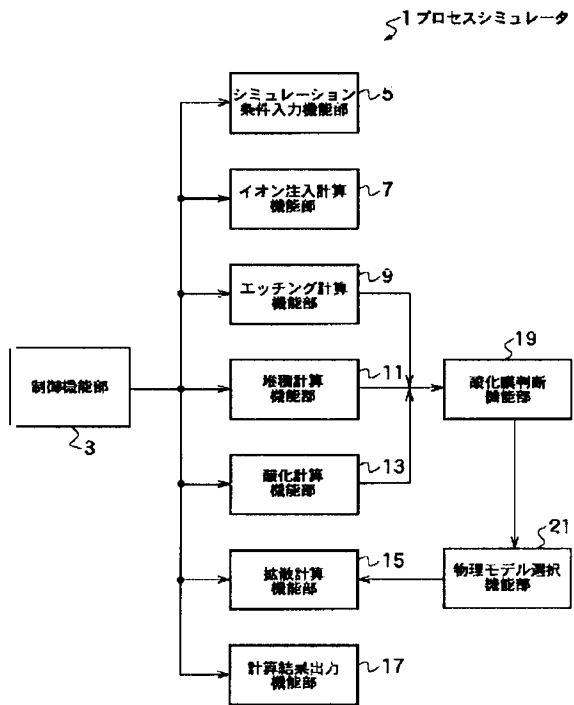 1 プロセスシミュレータ
シミュレーション
条件入力機能部
5
イオン注入計算
機能部
7
エッチング計算
機能部
9
制御機能部
3
堆積計算
機能部
11
酸化膜判断
機能部
19
酸化計算
機能部
13
拡散計算
機能部
15
物理モデル選択
機能部
21
計算結果出力
機能部
17